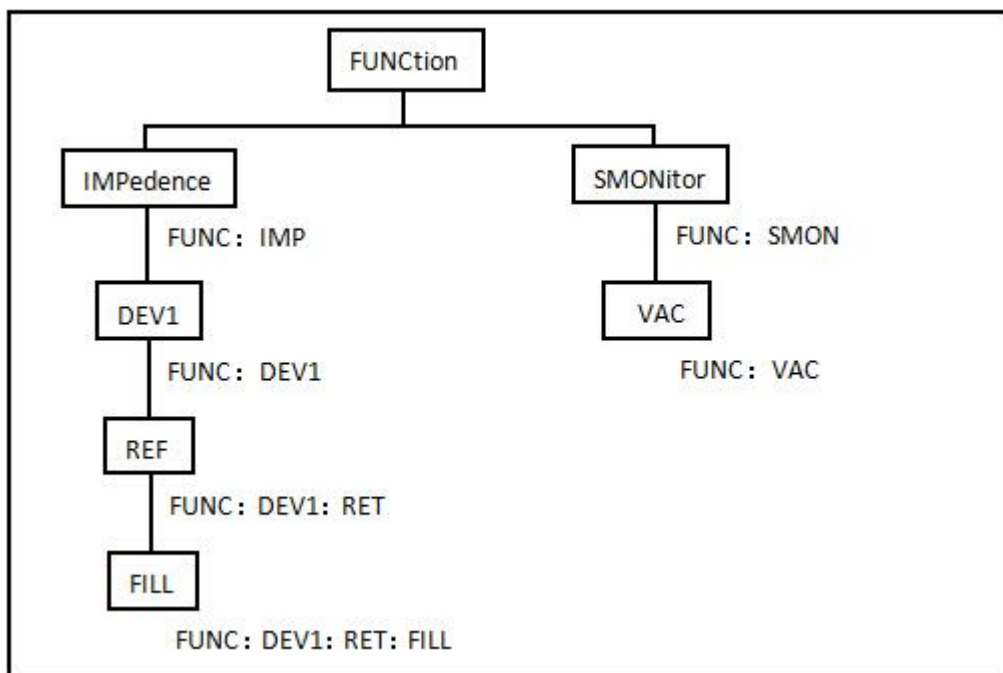 FUNCtion
IMPedence
SMONitor
FUNC：IMP
FUNC：SMON
DEV1
VAC
FUNC：DEV1
FUNC：VAC
REF
FUNC：DEV1：RET
FILL
FUNC：DEV1：RET：FILL